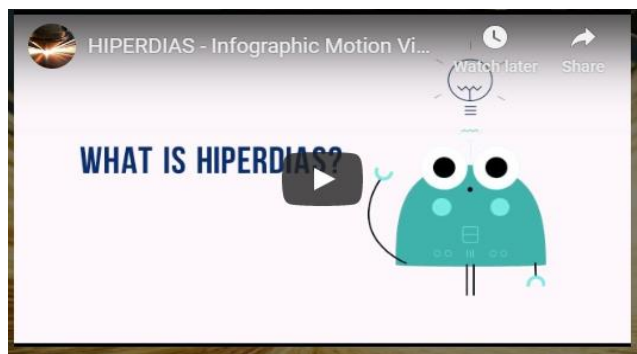 HIPERDIAS - Infographic Motion Vi...
Watch later
Share
WHAT IS HIPERDIAS?